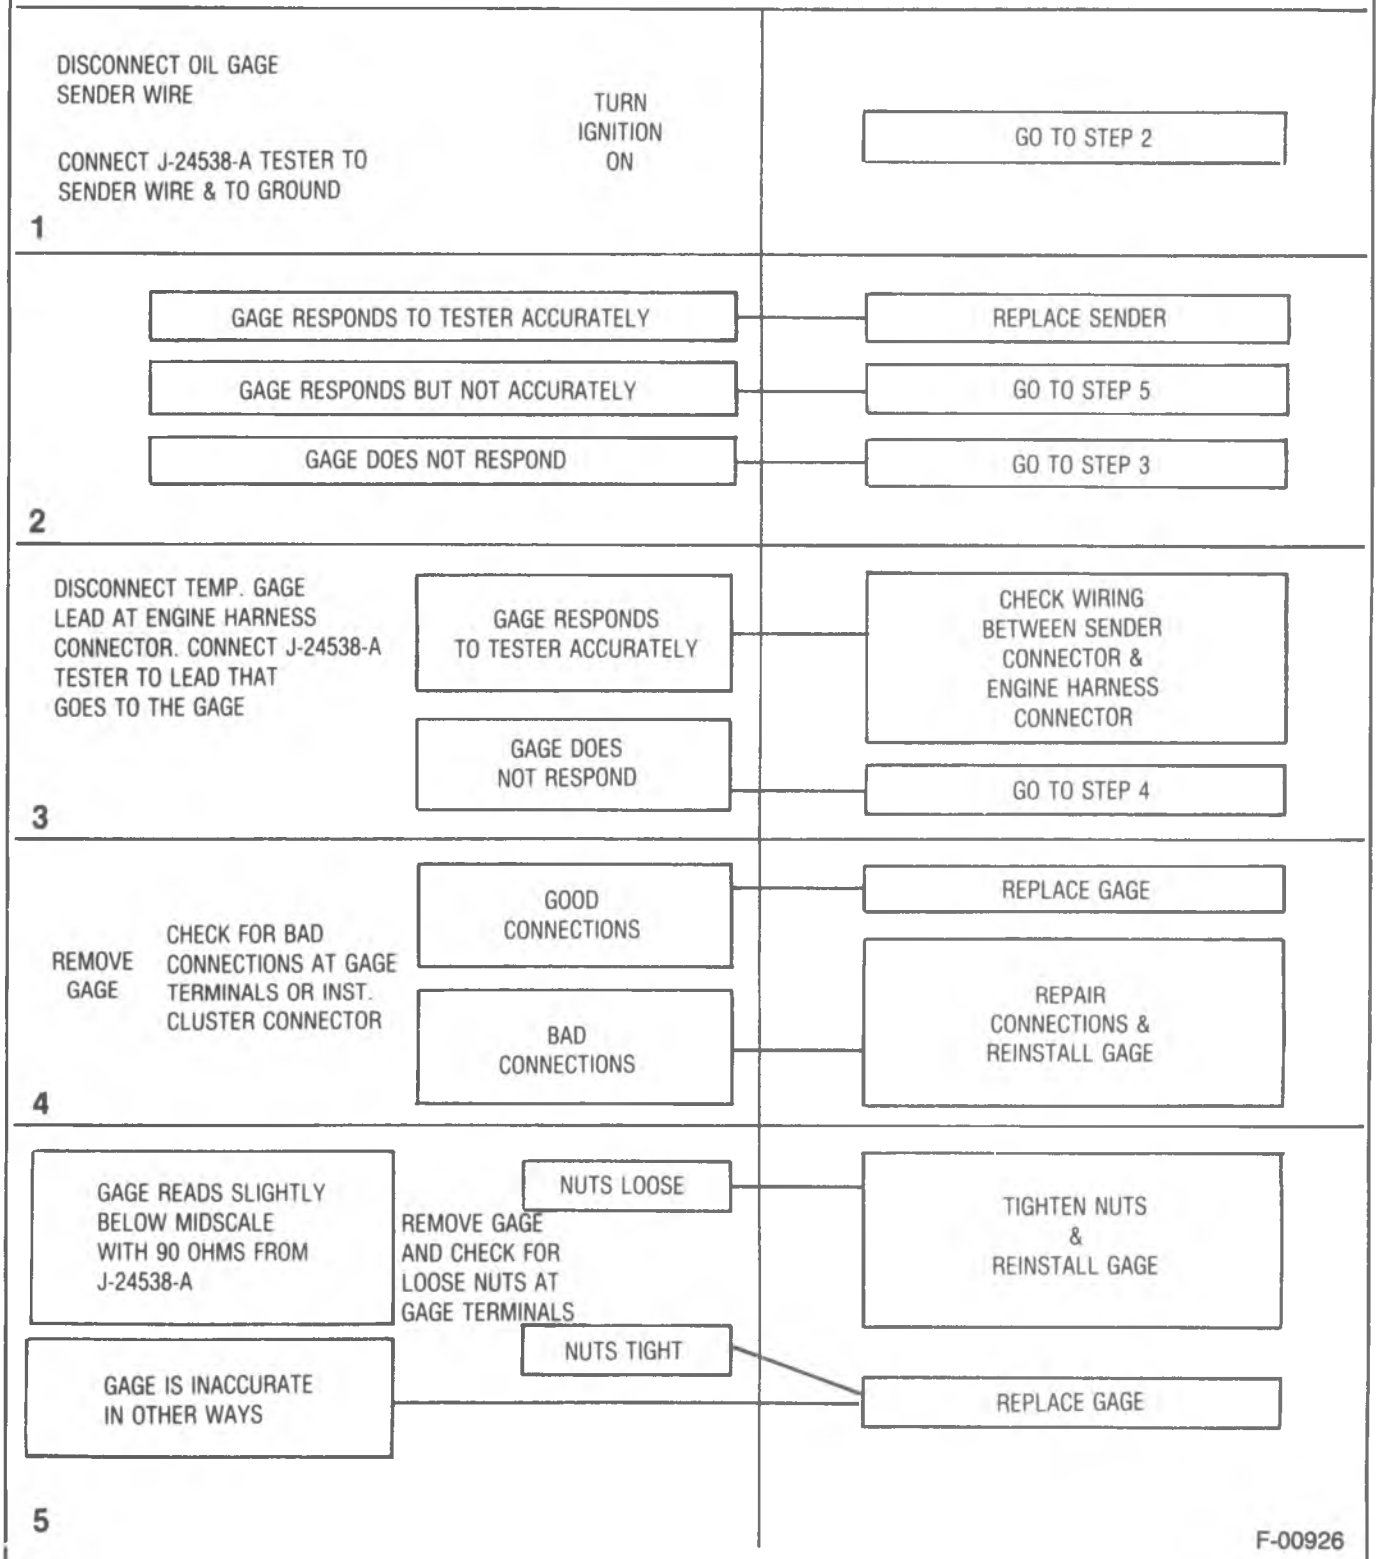 DISCONNECT OIL GAGE
SENDER WIRE
CONNECT J-24538-A TESTER TO
SENDER WIRE & TO GROUND
TURN
IGNITION
ON
GO TO STEP 2
1
GAGE RESPONDS TO TESTER ACCURATELY
REPLACE SENDER
GAGE RESPONDS BUT NOT ACCURATELY
GO TO STEP 5
GAGE DOES NOT RESPOND
GO TO STEP 3
2
DISCONNECT TEMP. GAGE
LEAD AT ENGINE HARNESS
CONNECTOR. CONNECT J-24538-A
TESTER TO LEAD THAT
GOES TO THE GAGE
GAGE RESPONDS
TO TESTER ACCURATELY
CHECK WIRING
BETWEEN SENDER
CONNECTOR &
ENGINE HARNESS
CONNECTOR
GAGE DOES
NOT RESPOND
GO TO STEP 4
3
REMOVE
GAGE
CHECK FOR BAD
CONNECTIONS AT GAGE
TERMINALS OR INST.
CLUSTER CONNECTOR
GOOD
CONNECTIONS
REPLACE GAGE
BAD
CONNECTIONS
REPAIR
CONNECTIONS &
REINSTALL GAGE
4
GAGE READS SLIGHTLY
BELOW MIDSCALE
WITH 90 OHMS FROM
J-24538-A
REMOVE GAGE
AND CHECK FOR
LOOSE NUTS AT
GAGE TERMINALS
NUTS LOOSE
TIGHTEN NUTS
&
REINSTALL GAGE
NUTS TIGHT
GAGE IS INACCURATE
IN OTHER WAYS
REPLACE GAGE
5
F-00926